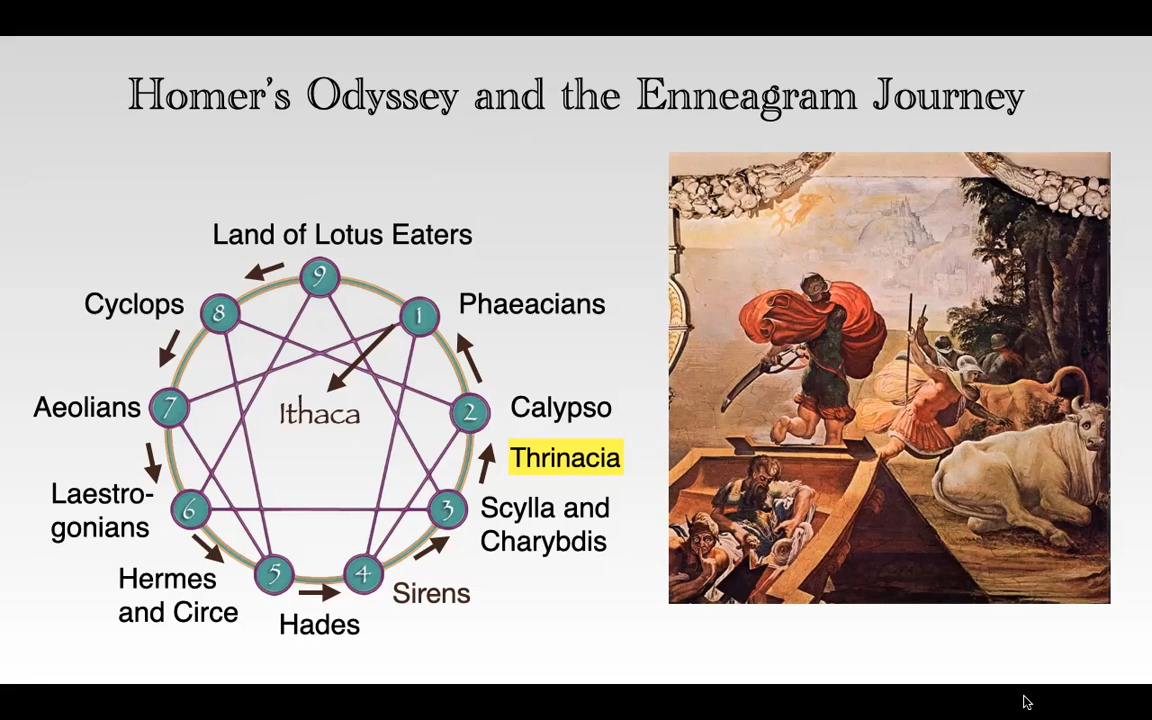 Homer's Odyssey and the Enneagram Journey
Land of Lotus Eaters
9
Cyclops
8
1
Phaeacians
Aeolians
7
Ithaca
2
Calypso
Thrinacia
Laestro-
gonians
6
3
Scylla and
Charybdis
Hermes
and Circe
5
4
Sirens
Hades